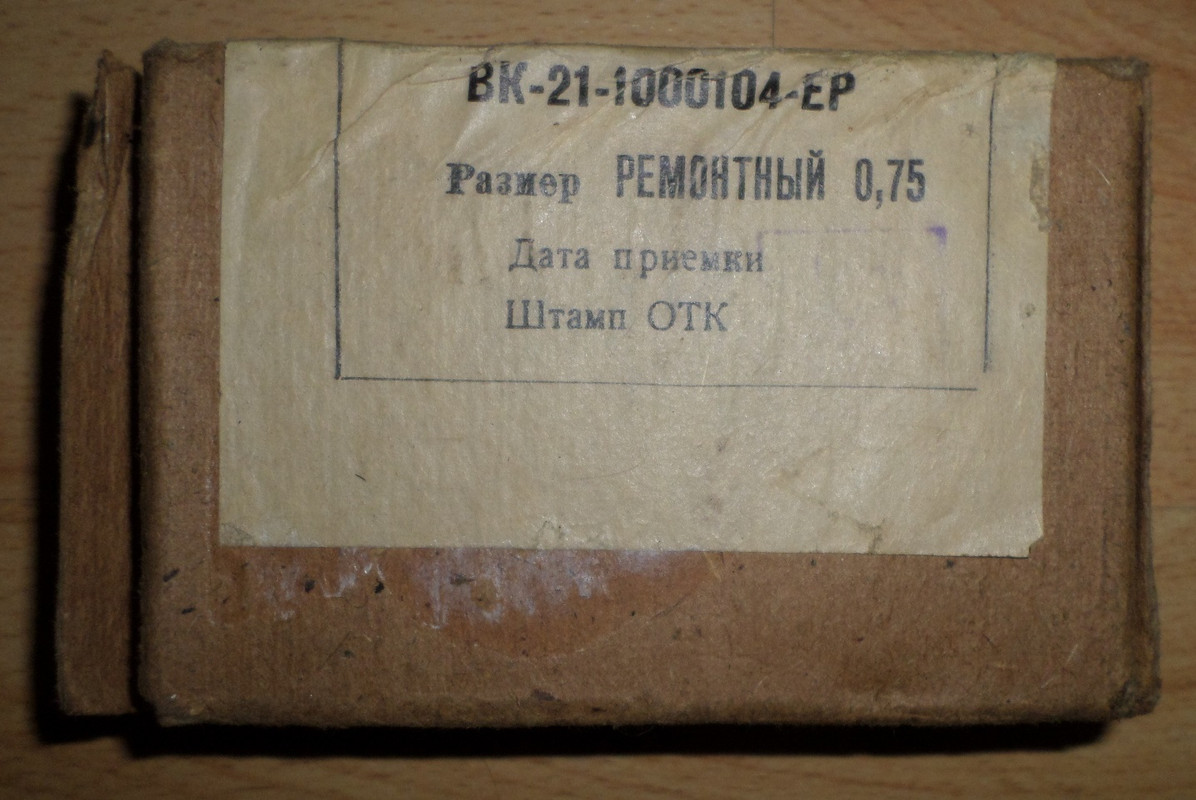 ВК-21-1000104-ЕР
Размер РЕМОНТНЫЙ 0,75
Дата приемки
Штамп ОТК